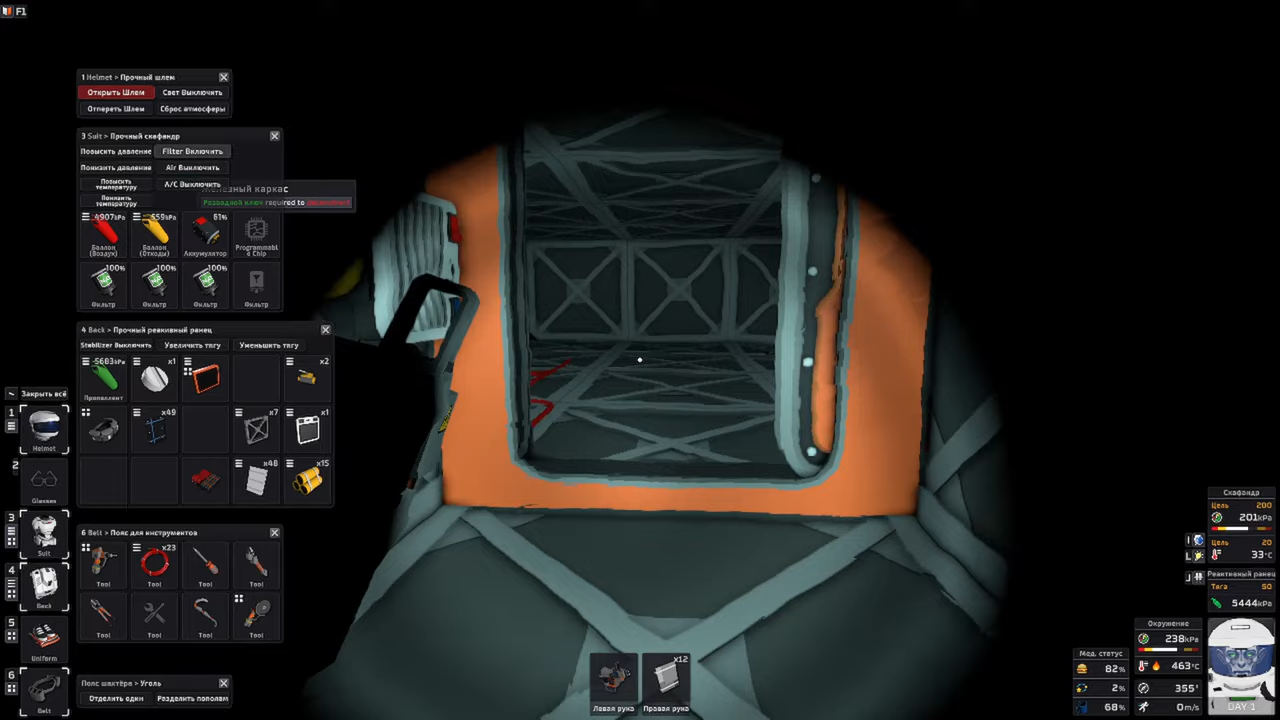 F1
1 Helmet > Прочный шлем
Открыть Шлем Свет Выключить
Отпереть Шлем Сброс атмосферы
3 Suit > Прочный скафандр
Повысить давление Filter Включить
Понизить давление Air Выключить
Повысить температуру A/C Выключить
Понизить температуру
Железный каркас
Разводной ключ required to deconstruct
4907kPa 659kPa 61%
Баллон (Воздух) Баллон (Отходы) Аккумулятор Programmable Chip
100% 100% 100%
Фильтр Фильтр Фильтр Фильтр
4 Back > Прочный реактивный ранец
Stabilizer Выключить Увеличить тягу Уменьшить тягу
5603kPa x1 x2
Пропеллент
x49 x7 x1
x48 x15
~ Закрыть всё
1 Helmet
2 Glasses
3 Suit
4 Back
5 Uniform
6 Belt
6 Belt > Пояс для инструментов
x23
Tool Tool Tool Tool
Tool Tool Tool Tool
Пояс шахтёра > Уголь
Отделить один Разделить пополам
x12
Левая рука Правая рука
Скафандр
Цель 200
201kPa
Цель 20
33°C
Реактивный ранец
Тяга 50
5444kPa
I
L
J
Окружение
238kPa
463°C
355°
0m/s
Мед. статус
82%
2%
68%
DAY 1